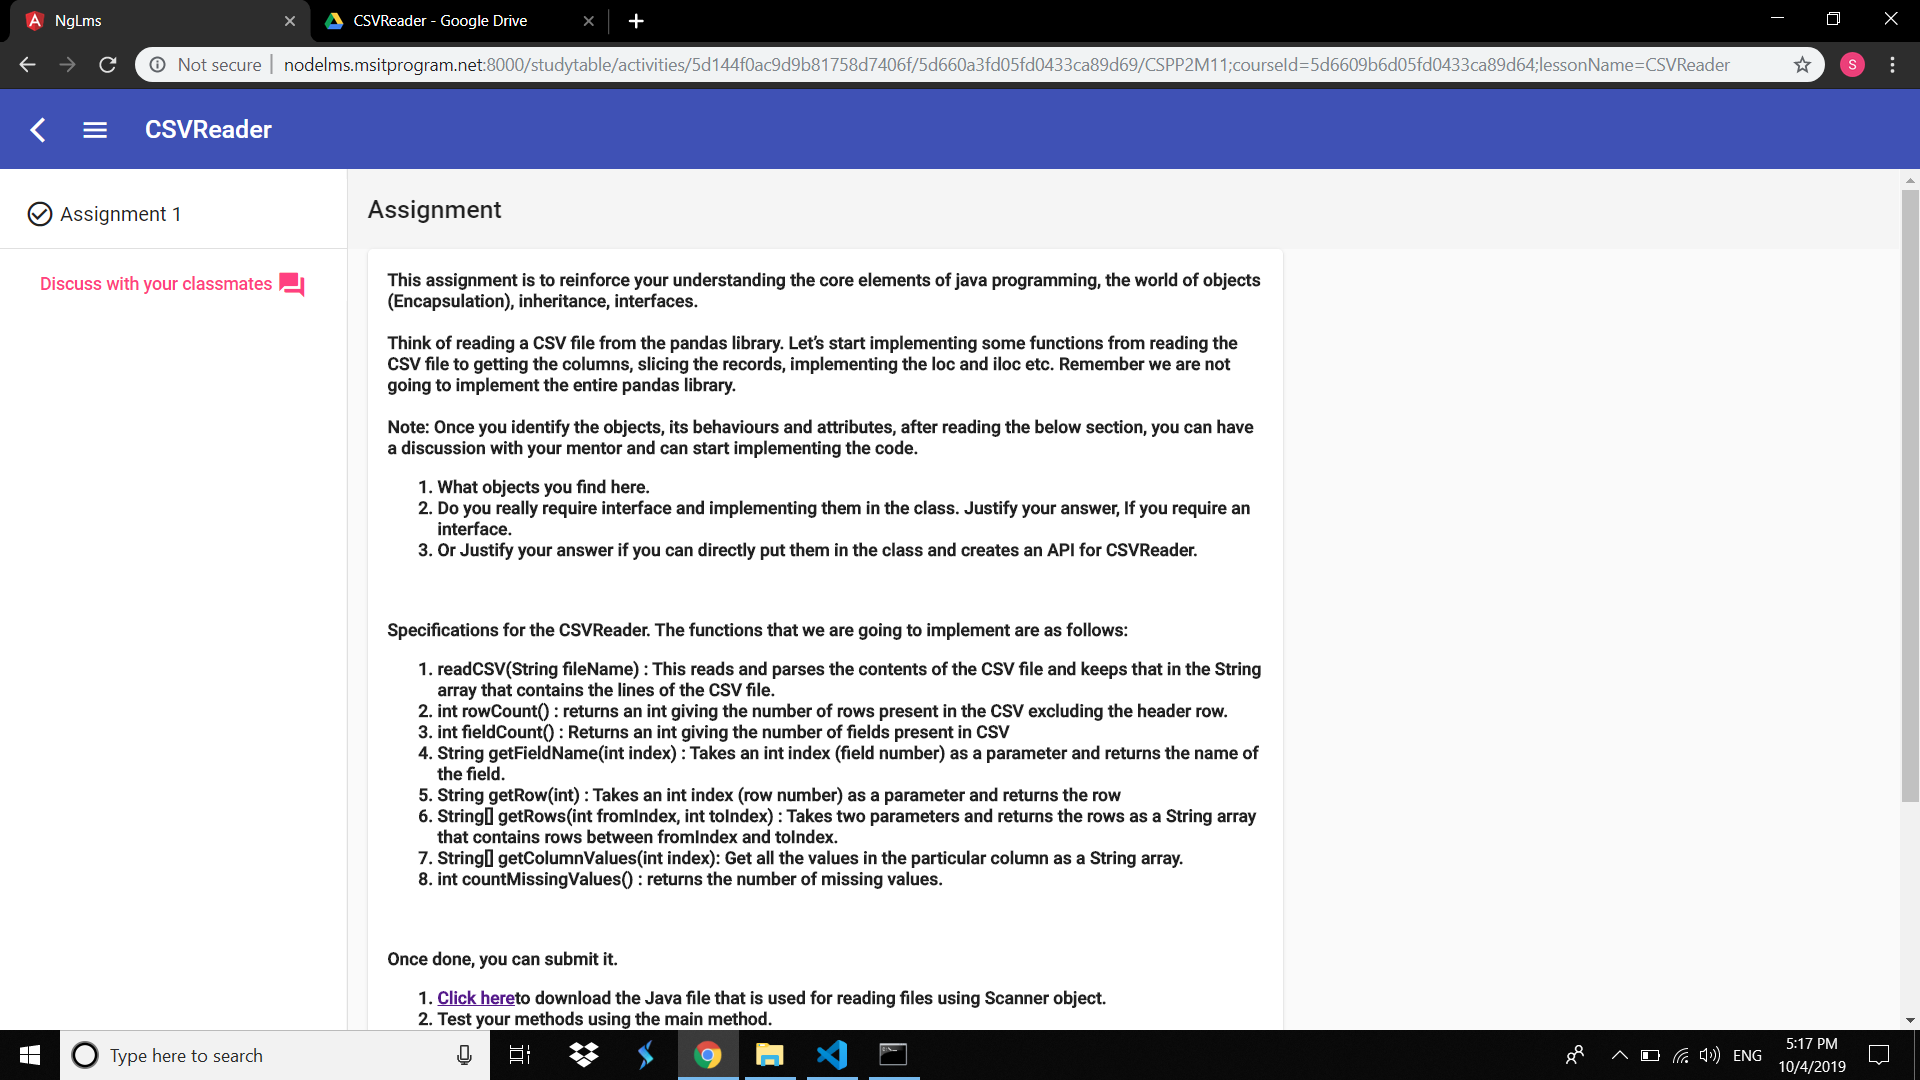 NgLms
CSVReader - Google Drive
Not secure | nodelms.msitprogram.net:8000/studytable/activities/5d144f0ac9d9b81758d7406f/5d660a3fd05fd0433ca89d69/CSPP2M11;courseId=5d6609b6d05fd0433ca89d64;lessonName=CSVReader
S
CSVReader
Assignment 1
Discuss with your classmates
Assignment
This assignment is to reinforce your understanding the core elements of java programming, the world of objects
(Encapsulation), inheritance, interfaces.
Think of reading a CSV file from the pandas library. Let's start implementing some functions from reading the
CSV file to getting the columns, slicing the records, implementing the loc and iloc etc. Remember we are not
going to implement the entire pandas library.
Note: Once you identify the objects, its behaviours and attributes, after reading the below section, you can have
a discussion with your mentor and can start implementing the code.
1. What objects you find here.
2. Do you really require interface and implementing them in the class. Justify your answer, If you require an
interface.
3. Or Justify your answer if you can directly put them in the class and creates an API for CSVReader.
Specifications for the CSVReader. The functions that we are going to implement are as follows:
1. readCSV(String fileName) : This reads and parses the contents of the CSV file and keeps that in the String
array that contains the lines of the CSV file.
2. int rowCount() : returns an int giving the number of rows present in the CSV excluding the header row.
3. int fieldCount() : Returns an int giving the number of fields present in CSV
4. String getFieldName(int index) : Takes an int index (field number) as a parameter and returns the name of
the field.
5. String getRow(int) : Takes an int index (row number) as a parameter and returns the row
6. String[] getRows(int fromIndex, int toIndex) : Takes two parameters and returns the rows as a String array
that contains rows between fromIndex and toIndex.
7. String[] getColumnValues(int index): Get all the values in the particular column as a String array.
8. int countMissingValues() : returns the number of missing values.
Once done, you can submit it.
1. Click hereto download the Java file that is used for reading files using Scanner object.
2. Test your methods using the main method.
Type here to search
ENG
5:17 PM
10/4/2019